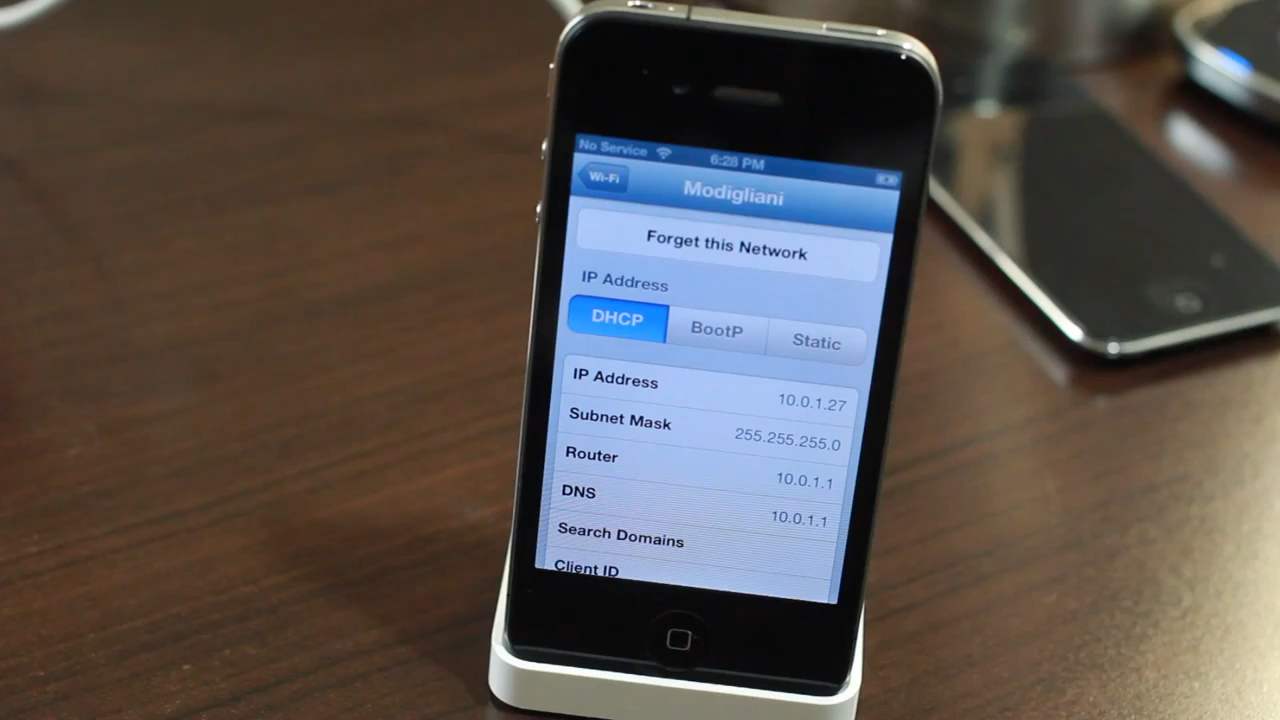 No Service 6:28 PM
Wi-Fi Modigliani
Forget this Network
IP Address
DHCP BootP Static
IP Address 10.0.1.27
Subnet Mask 255.255.255.0
Router 10.0.1.1
DNS 10.0.1.1
Search Domains
Client ID